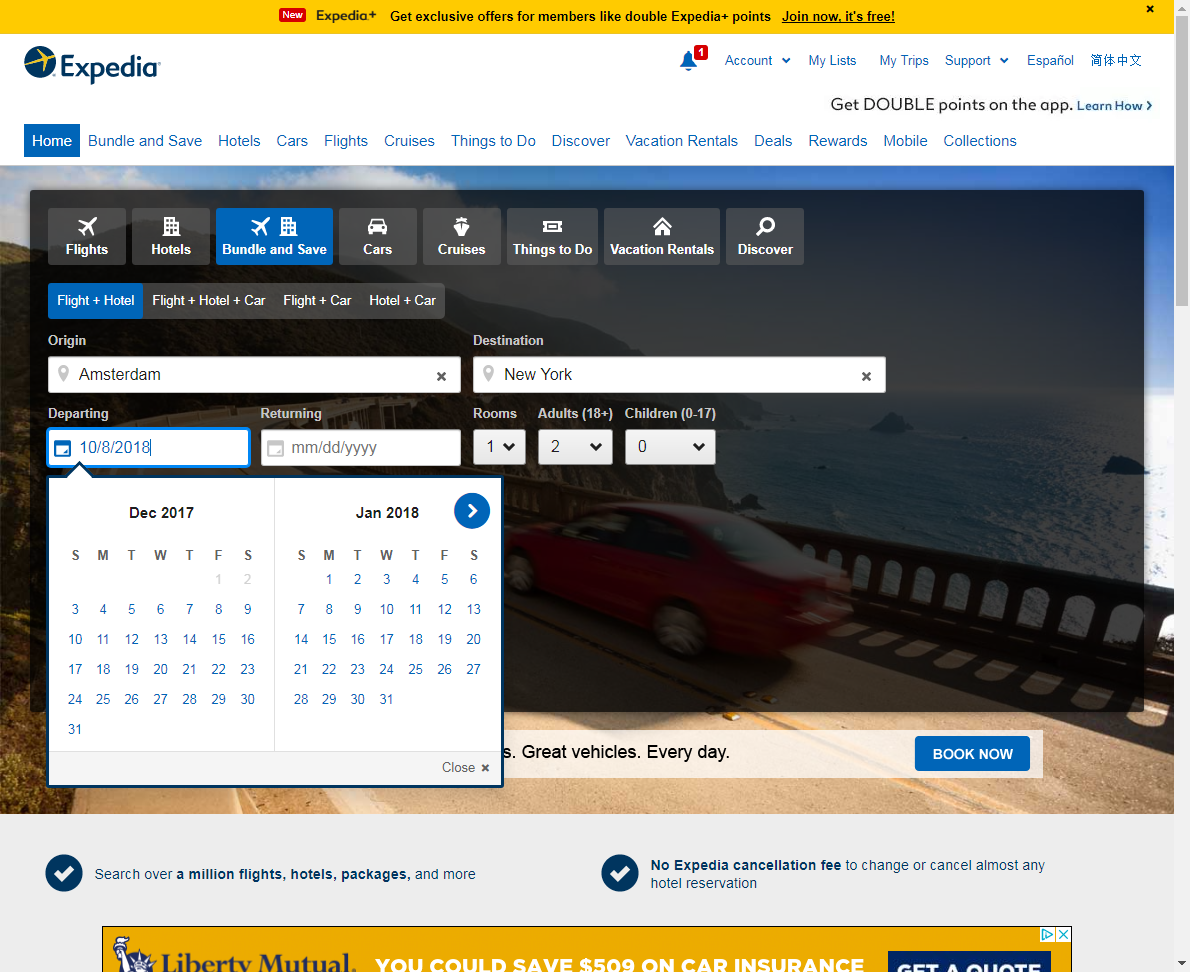 New Expedia+ Get exclusive offers for members like double Expedia+ points Join now, it's free!
Expedia
1 Account My Lists My Trips Support Español 简体中文
Get DOUBLE points on the app. Learn How
Home Bundle and Save Hotels Cars Flights Cruises Things to Do Discover Vacation Rentals Deals Rewards Mobile Collections
Flights Hotels Bundle and Save Cars Cruises Things to Do Vacation Rentals Discover
Flight + Hotel Flight + Hotel + Car Flight + Car Hotel + Car
Origin Destination
Amsterdam New York
Departing Returning Rooms Adults (18+) Children (0-17)
10/8/2018 mm/dd/yyyy 1 2 0
Dec 2017 Jan 2018
S M T W T F S S M T W T F S
1 2 1 2 3 4 5 6
3 4 5 6 7 8 9 7 8 9 10 11 12 13
10 11 12 13 14 15 16 14 15 16 17 18 19 20
17 18 19 20 21 22 23 21 22 23 24 25 26 27
24 25 26 27 28 29 30 28 29 30 31
31
s. Great vehicles. Every day. BOOK NOW
Close
Search over a million flights, hotels, packages, and more
No Expedia cancellation fee to change or cancel almost any
hotel reservation
Liberty Mutual. YOU COULD SAVE $509 ON CAR INSURANCE GET A QUOTE